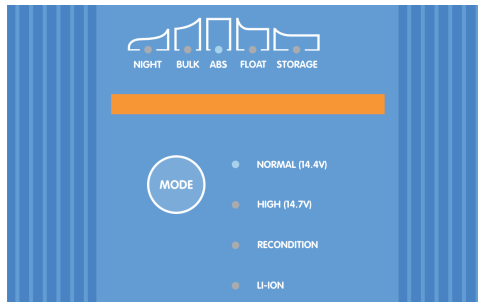 NIGHT BULK ABS FLOAT STORAGE
NORMAL (14.4V)
MODE
HIGH (14.7V)
RECONDITION
LI-ION